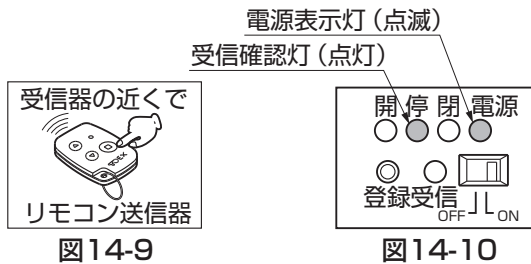 電源表示灯（点滅）
受信確認灯（点灯）
受信器の近くで
リモコン送信器
図14-9
開 停 閉 電源
登録 受信
OFF ON
図14-10